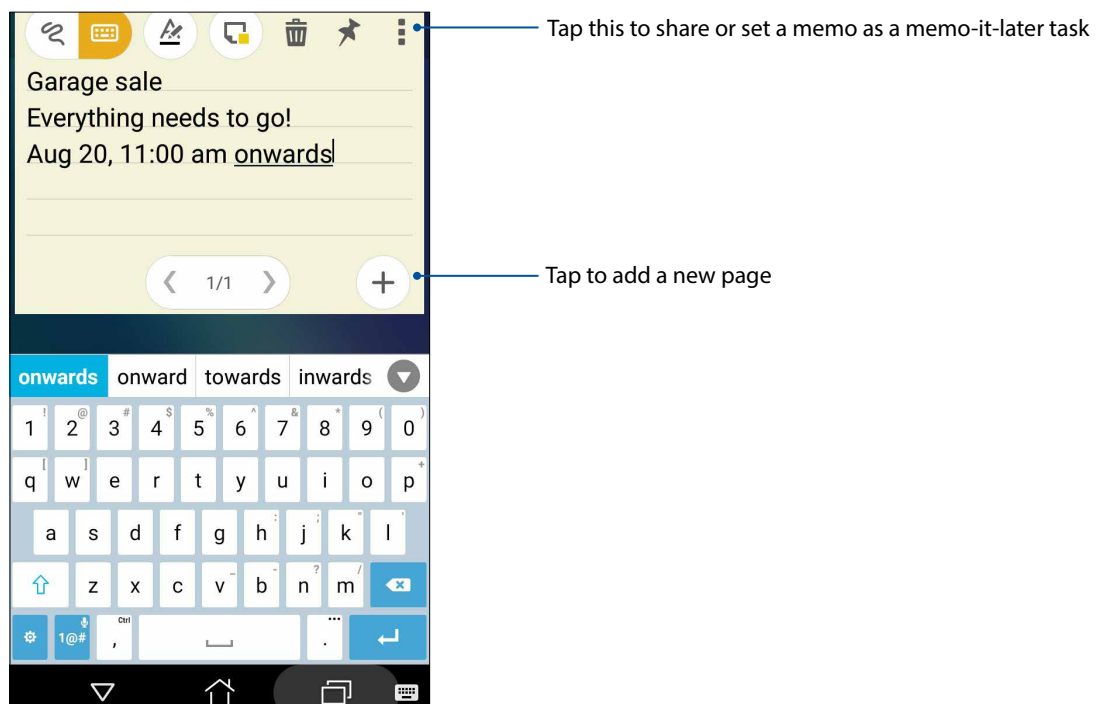 Tap this to share or set a memo as a memo-it-later task
Garage sale
Everything needs to go!
Aug 20, 11:00 am onwards
1/1
Tap to add a new page
onwards onward towards inwards
! @ # $ % ^ & * ( )
1 2 3 4 5 6 7 8 9 0
[ ] +
q w e r t y u i o p
: ; " '
a s d f g h j k l
_ - ? /
z x c v b n m
Ctrl
1@# , .